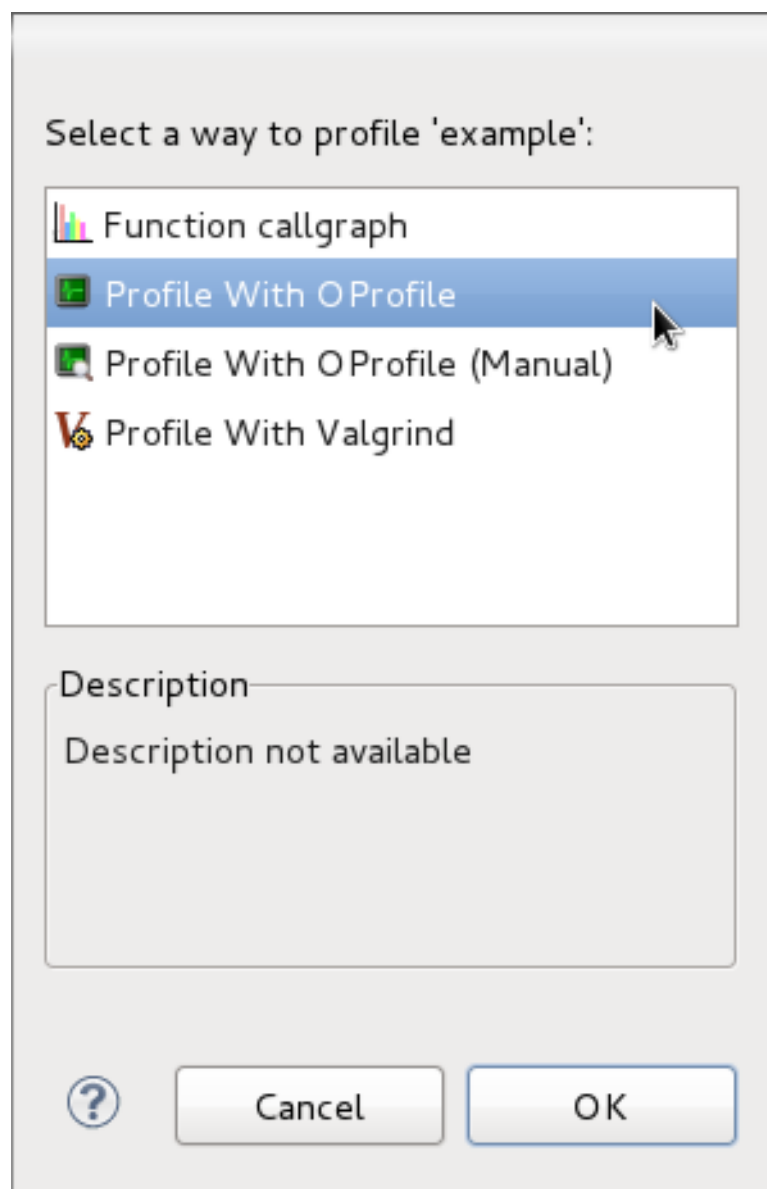 Select a way to profile 'example':
Function callgraph
Profile With OProfile
Profile With OProfile (Manual)
Profile With Valgrind
Description
Description not available
?
Cancel
OK